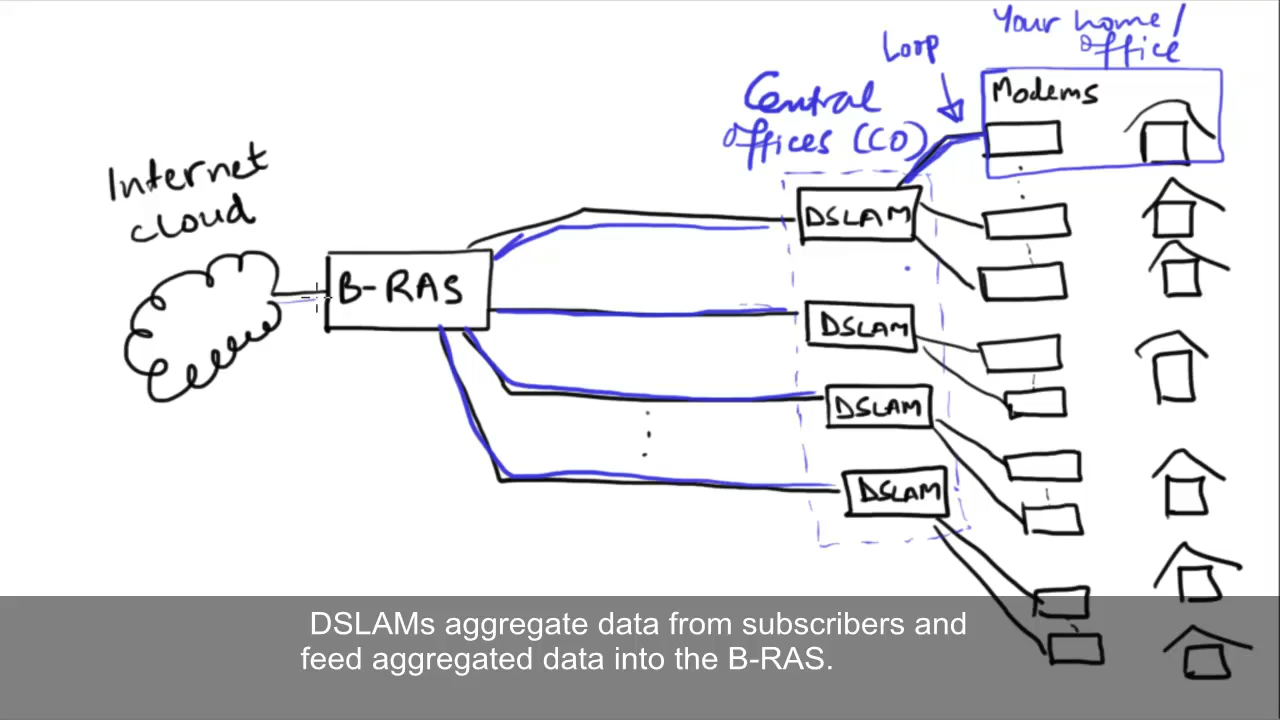 Your home/
office
Loop
Central
offices (CO)
Modems
Internet
cloud
B-RAS
DSLAM
DSLAM
DSLAM
DSLAM
DSLAMs aggregate data from subscribers and
feed aggregated data into the B-RAS.